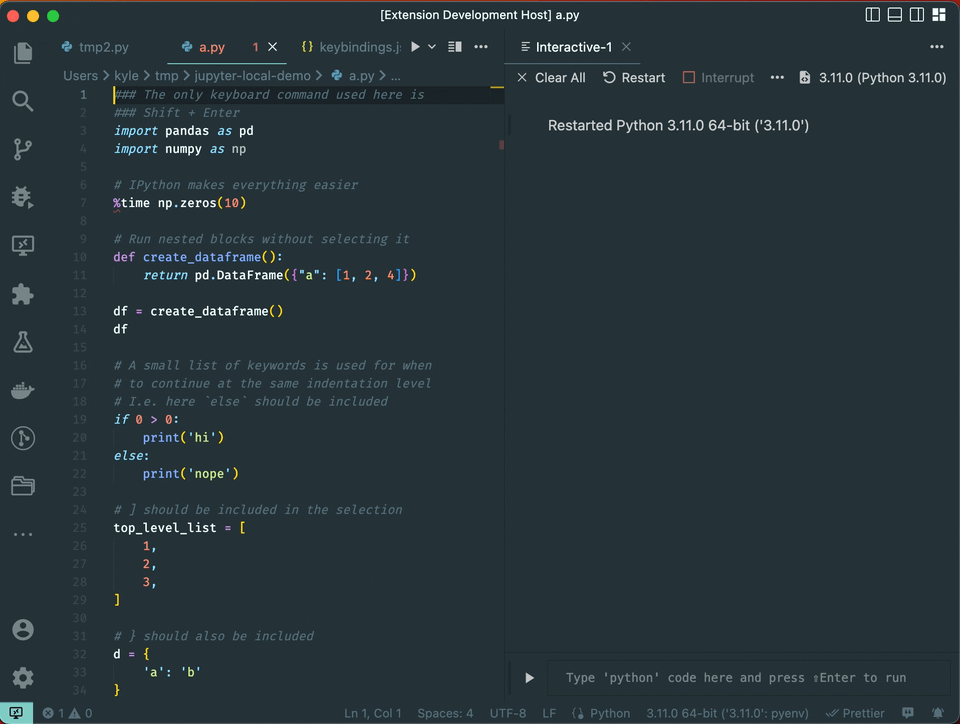 [Extension Development Host] a.py
tmp2.py
a.py 1
keybindings.js
Interactive-1
Users > kyle > tmp > jupyter-local-demo > a.py > ...
Clear All
Restart
Interrupt
3.11.0 (Python 3.11.0)
1 ### The only keyboard command used here is
2 ### Shift + Enter
3 import pandas as pd
4 import numpy as np
5
6 # IPython makes everything easier
7 %time np.zeros(10)
8
9 # Run nested blocks without selecting it
10 def create_dataframe():
11 return pd.DataFrame({"a": [1, 2, 4]})
12
13 df = create_dataframe()
14 df
15
16 # A small list of keywords is used for when
17 # to continue at the same indentation level
18 # I.e. here `else` should be included
19 if 0 > 0:
20 print('hi')
21 else:
22 print('nope')
23
24 # ] should be included in the selection
25 top_level_list = [
26 1,
27 2,
28 3,
29 ]
30
31 # } should also be included
32 d = {
33 'a': 'b'
34 }
Restarted Python 3.11.0 64-bit ('3.11.0')
Type 'python' code here and press ⇧Enter to run
1 0
Ln 1, Col 1
Spaces: 4
UTF-8
LF
Python
3.11.0 64-bit ('3.11.0': pyenv)
Prettier